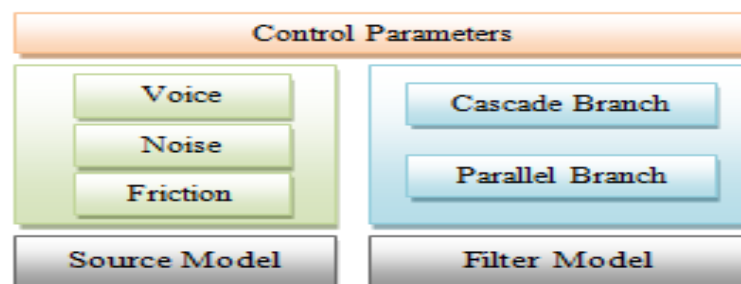 Control Parameters
Voice
Noise
Friction
Source Model
Cascade Branch
Parallel Branch
Filter Model